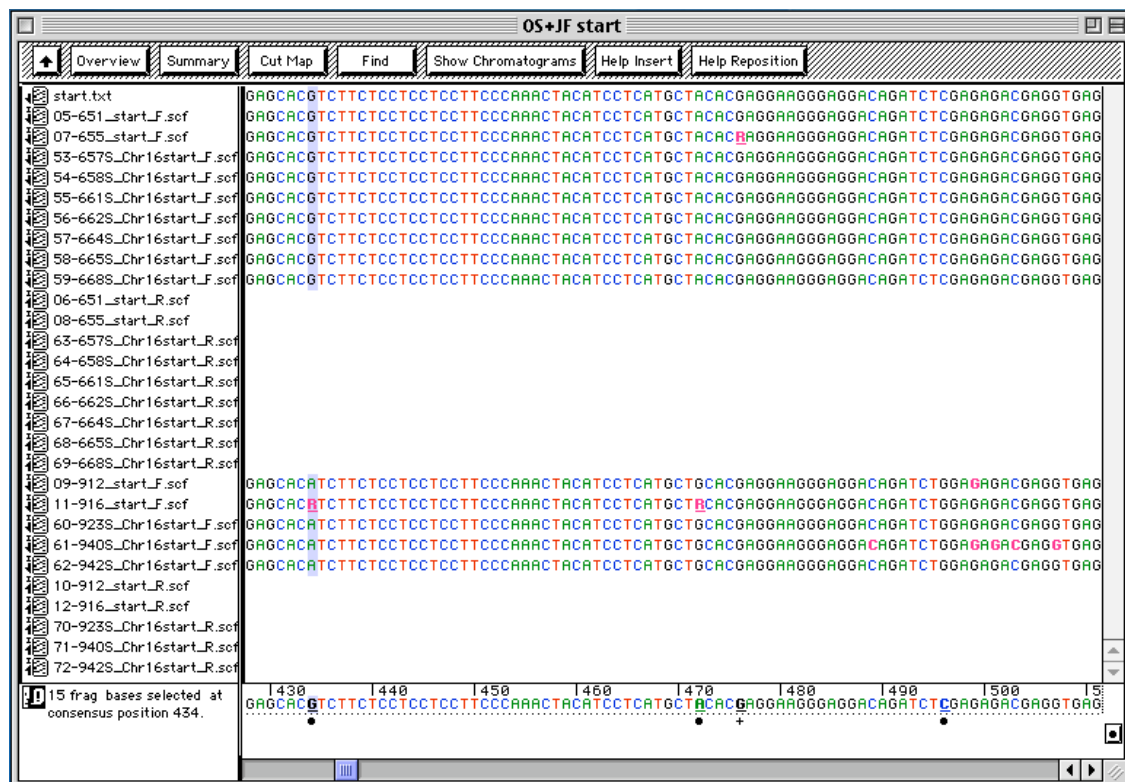 OS+JF start
Overview Summary Cut Map Find Show Chromatograms Help Insert Help Reposition
start.txt GAGCACGTCTTCTCCTCCTCCTTCCCAAACTACATCCTCATGCTACACGAGGAAGGGAGGACAGATCTCGAGAGACGAGGTGAG
05-651_start_F.scf GAGCACGTCTTCTCCTCCTCCTTCCCAAACTACATCCTCATGCTACACGAGGAAGGGAGGACAGATCTCGAGAGACGAGGTGAG
07-655_start_F.scf GAGCACGTCTTCTCCTCCTCCTTCCCAAACTACATCCTCATGCTACACRAGGAAGGGAGGACAGATCTCGAGAGACGAGGTGAG
53-657S_Chr16start_F.scf GAGCACGTCTTCTCCTCCTCCTTCCCAAACTACATCCTCATGCTACACGAGGAAGGGAGGACAGATCTCGAGAGACGAGGTGAG
54-658S_Chr16start_F.scf GAGCACGTCTTCTCCTCCTCCTTCCCAAACTACATCCTCATGCTACACGAGGAAGGGAGGACAGATCTCGAGAGACGAGGTGAG
55-661S_Chr16start_F.scf GAGCACGTCTTCTCCTCCTCCTTCCCAAACTACATCCTCATGCTACACGAGGAAGGGAGGACAGATCTCGAGAGACGAGGTGAG
56-662S_Chr16start_F.scf GAGCACGTCTTCTCCTCCTCCTTCCCAAACTACATCCTCATGCTACACGAGGAAGGGAGGACAGATCTCGAGAGACGAGGTGAG
57-664S_Chr16start_F.scf GAGCACGTCTTCTCCTCCTCCTTCCCAAACTACATCCTCATGCTACACGAGGAAGGGAGGACAGATCTCGAGAGACGAGGTGAG
58-665S_Chr16start_F.scf GAGCACGTCTTCTCCTCCTCCTTCCCAAACTACATCCTCATGCTACACGAGGAAGGGAGGACAGATCTCGAGAGACGAGGTGAG
59-668S_Chr16start_F.scf GAGCACGTCTTCTCCTCCTCCTTCCCAAACTACATCCTCATGCTACACGAGGAAGGGAGGACAGATCTCGAGAGACGAGGTGAG
06-651_start_R.scf
08-655_start_R.scf
63-657S_Chr16start_R.scf
64-658S_Chr16start_R.scf
65-661S_Chr16start_R.scf
66-662S_Chr16start_R.scf
67-664S_Chr16start_R.scf
68-665S_Chr16start_R.scf
69-668S_Chr16start_R.scf
09-912_start_F.scf GAGCACATCTTCTCCTCCTCCTTCCCAAACTACATCCTCATGCTGCACGAGGAAGGGAGGACAGATCTGGAGAGACGAGGTGAG
11-916_start_F.scf GAGCACRTCTTCTCCTCCTCCTTCCCAAACTACATCCTCATGCTRCACGAGGAAGGGAGGACAGATCTGGAGAGACGAGGTGAG
60-923S_Chr16start_F.scf GAGCACATCTTCTCCTCCTCCTTCCCAAACTACATCCTCATGCTGCACGAGGAAGGGAGGACAGATCTGGAGAGACGAGGTGAG
61-940S_Chr16start_F.scf GAGCACATCTTCTCCTCCTCCTTCCCAAACTACATCCTCATGCTGCACGAGGAAGGGAGGACAGATCTGGAGAGACGAGGTGAG
62-942S_Chr16start_F.scf GAGCACATCTTCTCCTCCTCCTTCCCAAACTACATCCTCATGCTGCACGAGGAAGGGAGGACAGATCTGGAGAGACGAGGTGAG
10-912_start_R.scf
12-916_start_R.scf
70-923S_Chr16start_R.scf
71-940S_Chr16start_R.scf
72-942S_Chr16start_R.scf
430 440 450 460 470 480 490 500 5
15 frag bases selected at
consensus position 434.
GAGCACGTCTTCTCCTCCTCCTTCCCAAACTACATCCTCATGCTACACGAGGAAGGGAGGACAGATCTCGAGAGACGAGGTGAG